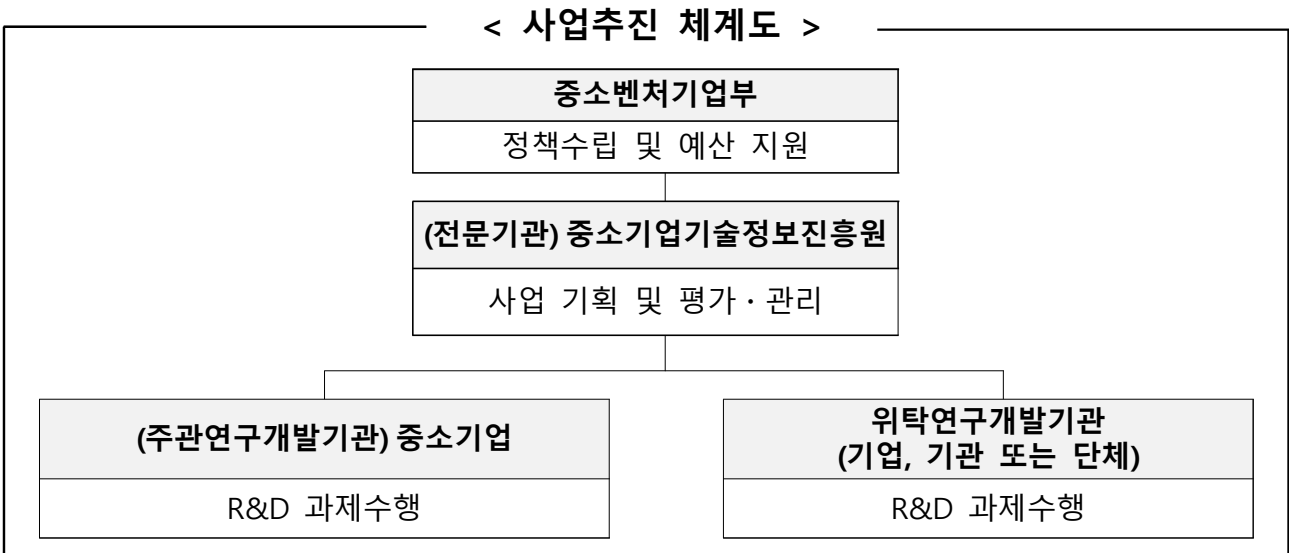 < 사업추진 체계도 >
중소벤처기업부
정책수립 및 예산 지원
(전문기관) 중소기업기술정보진흥원
사업 기획 및 평가·관리
(주관연구개발기관) 중소기업
R&D 과제수행
위탁연구개발기관
(기업, 기관 또는 단체)
R&D 과제수행